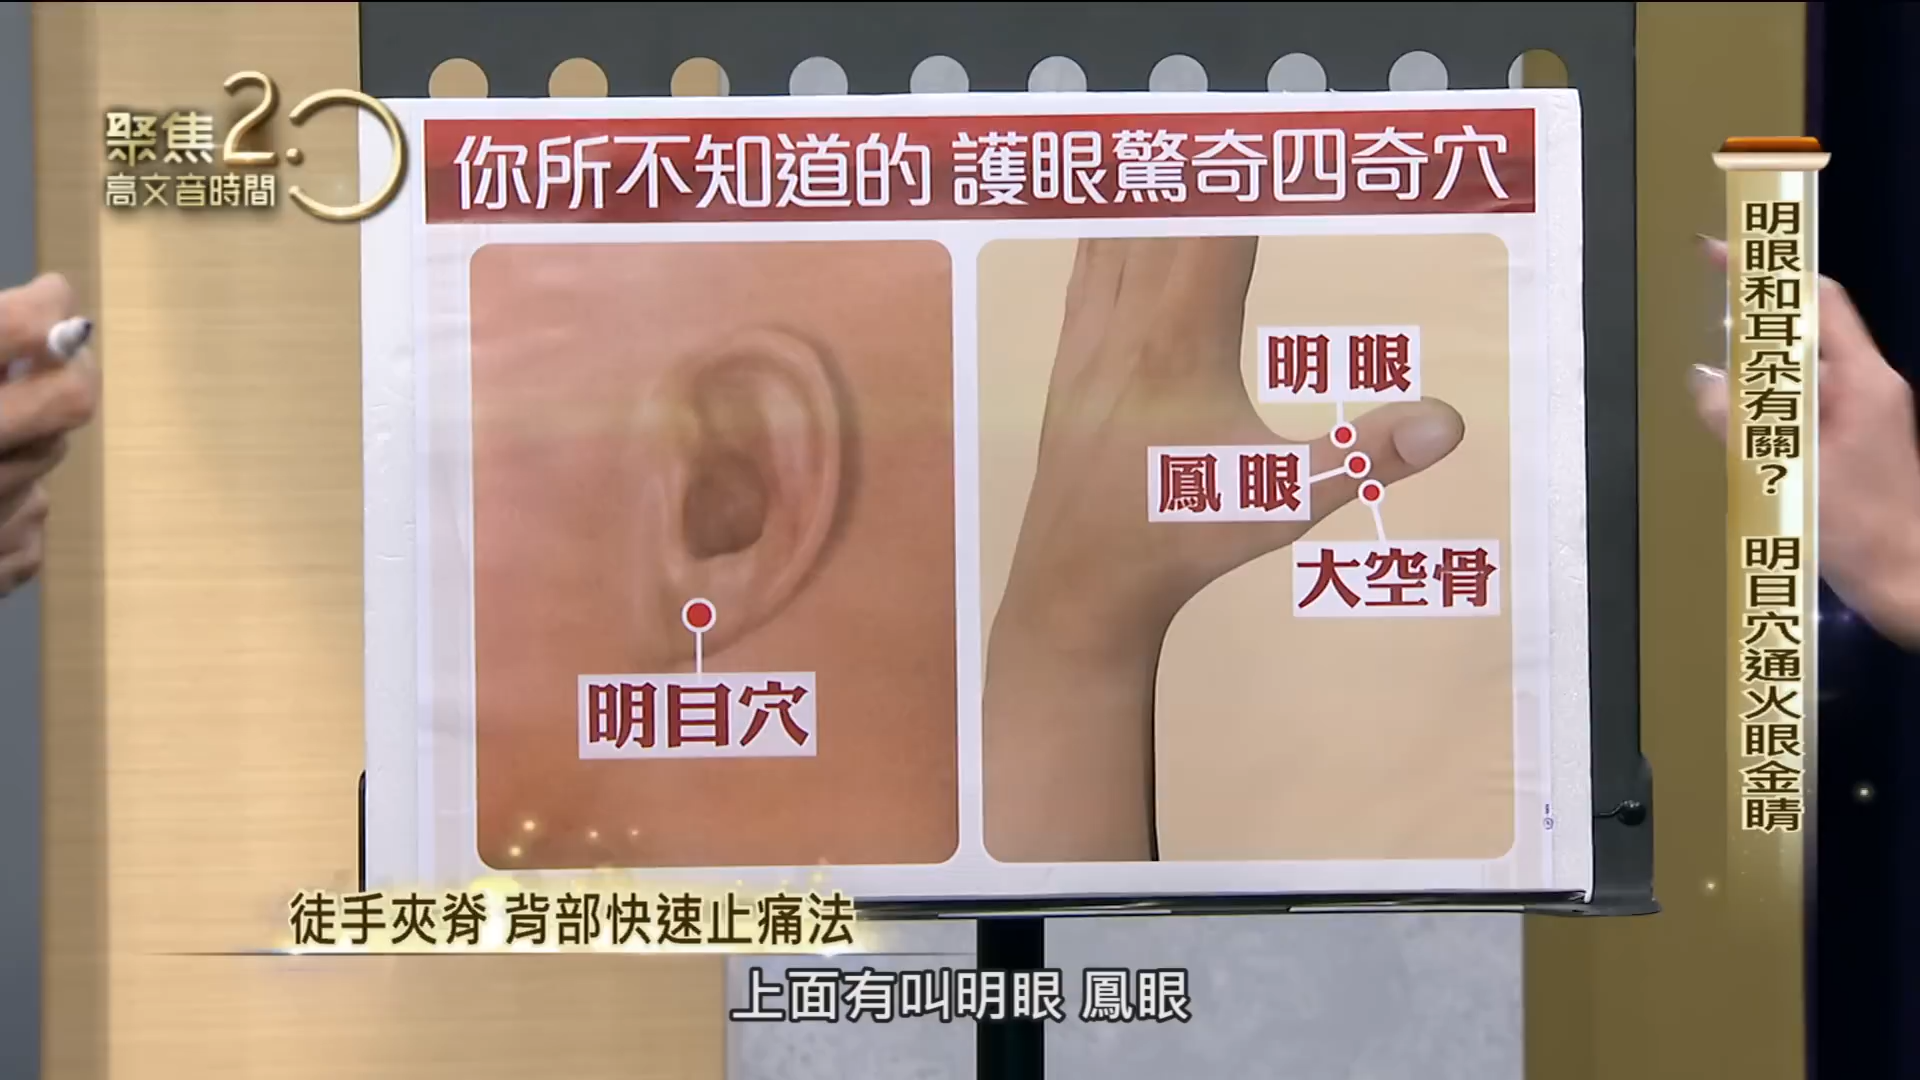 聚焦2.0
高文音時間
你所不知道的 護眼驚奇四奇穴
明眼
鳳眼
大空骨
明目穴
明眼和耳朵有關? 明目穴通火眼金睛
徒手夾脊 背部快速止痛法
上面有叫明眼 鳳眼